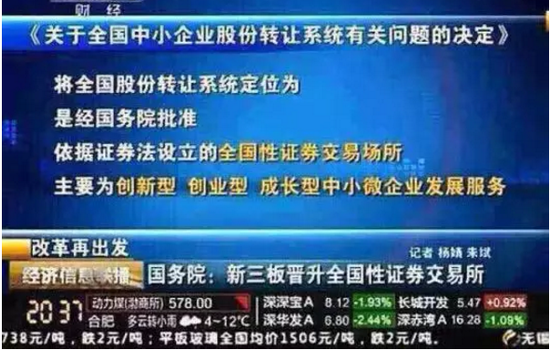 财 经
《关于全国中小企业股份转让系统有关问题的决定》
将全国股份转让系统定位为
是经国务院批准
依据证券法设立的全国性证券交易场所
主要为创新型 创业型 成长型中小微企业发展服务
改革再出发
记者 杨婧 朱斌
经济信息联播
国务院：新三板晋升全国性证券交易所
20 37
动力煤(渤商所) 578.00
深深宝A 8.12 -1.93% 长城开发 5.47 +0.92%
合肥 多云转小雨 4~12℃
深华发A 6.80 -2.44% 深赤湾A 16.28 -1.09%
738元/吨，跌2元/吨；平板玻璃全国均价1506元/吨，跌2元/吨。
无锡